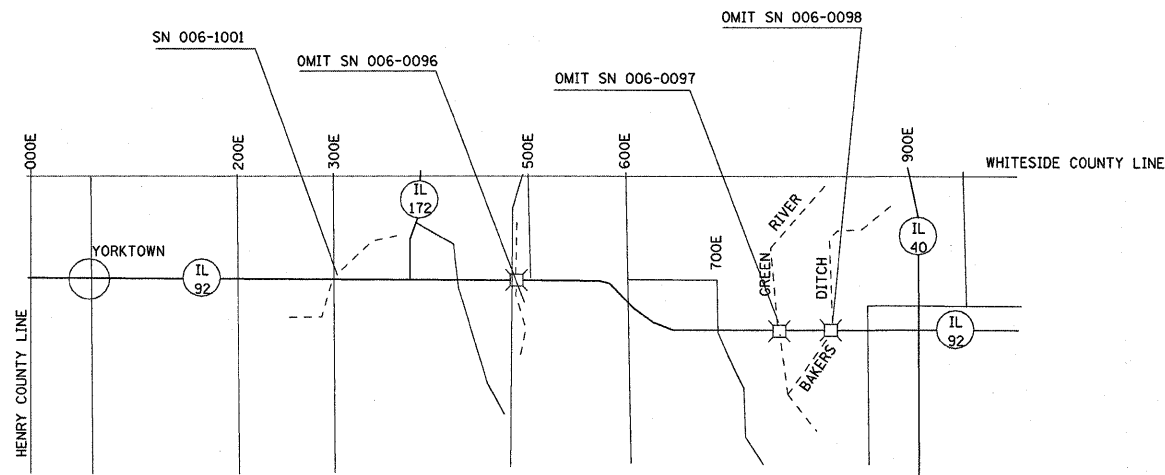 OMIT SN 006-0098
SN 006-1001
OMIT SN 006-0096
OMIT SN 006-0097
000E
200E
300E
500E
600E
900E
WHITESIDE COUNTY LINE
IL
172
RIVER
IL
40
YORKTOWN
700E
GREEN
DITCH
IL
92
IL
92
BAKERS
HENRY COUNTY LINE